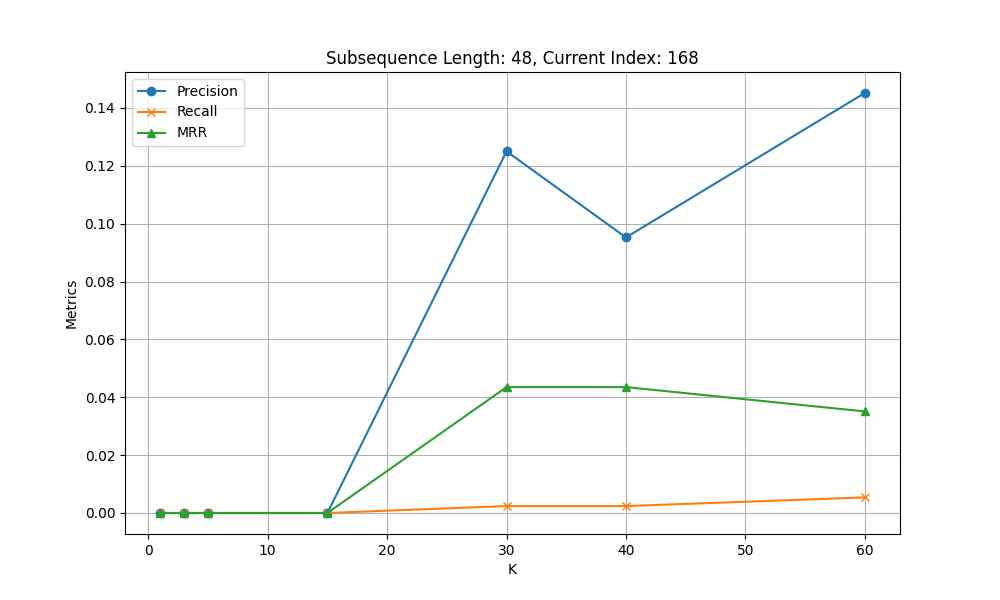 Subsequence Length: 48, Current Index: 168
Precision
Recall
MRR
0.14
0.12
0.10
0.08
0.06
0.04
0.02
0.00
Metrics
0 10 20 30 40 50 60
K